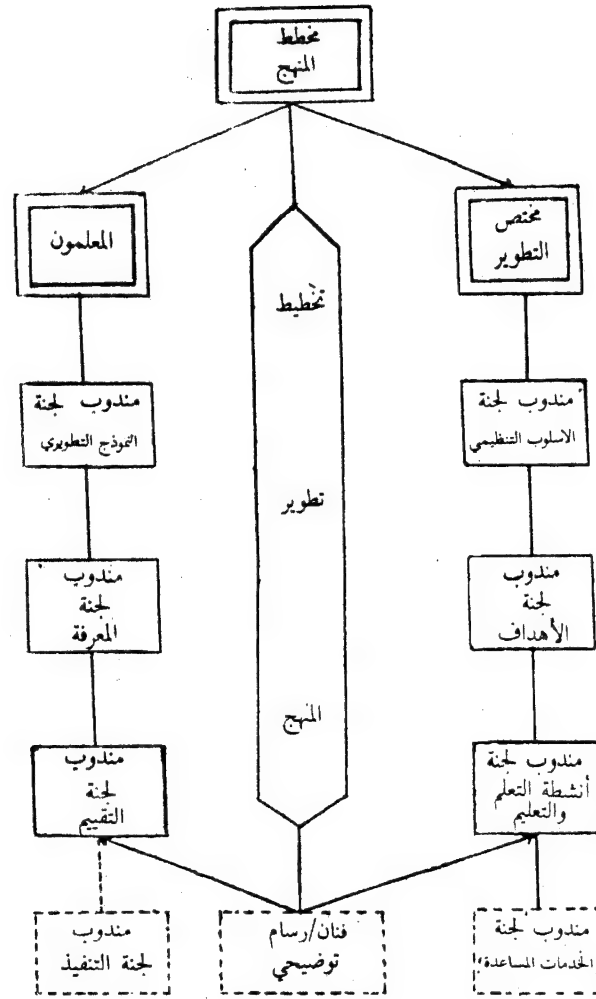 مخطط
المنهج
مختص
التطوير
المعلمون
تخطيط
تطوير
المنهج
مندوب لجنة
الاسلوب التنظيمي
مندوب لجنة
النموذج التطويري
مندوب
لجنة
الأهداف
مندوب
لجنة
المعرفة
مندوب لجنة
أنشطة التعلم
والتعليم
مندوب
لجنة
التقييم
مندوب لجنة
الخدمات المساعدة
فنان/رسام
توضيحي
مندوب
لجنة التنفيذ